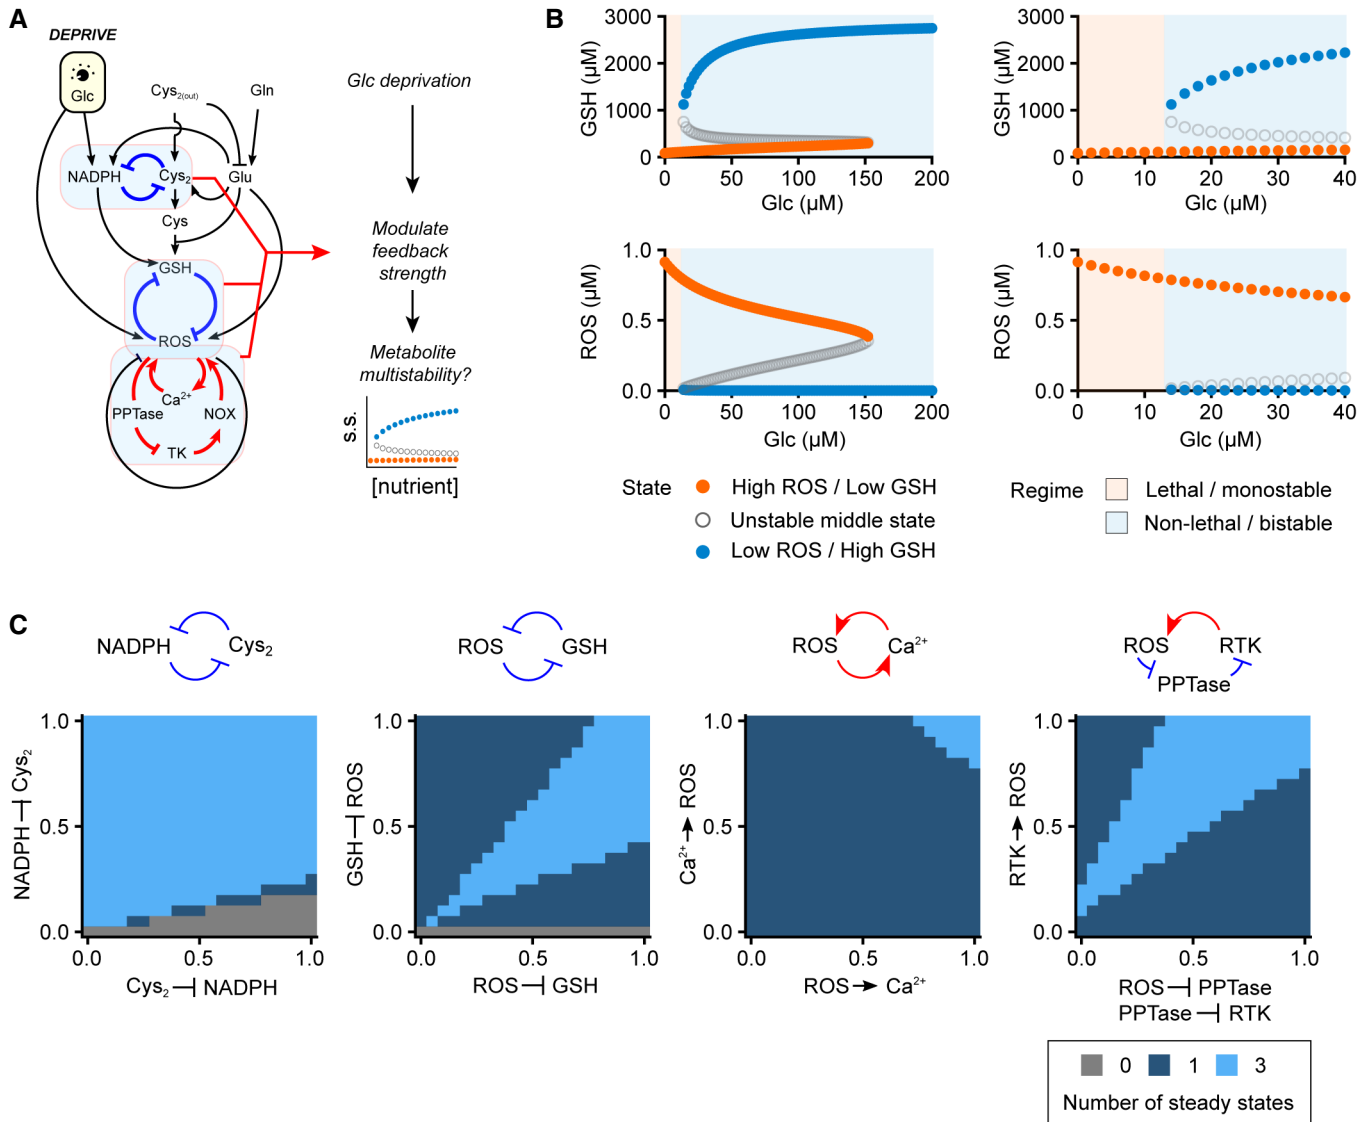 A
DEPRIVE
Glc
Cys2(out)
Gln
NADPH
Cys2
Glu
Cys
GSH
ROS
Ca2+
PPTase
NOX
TK
Glc deprivation
Modulate
feedback
strength
Metabolite
multistability?
s.s.
[nutrient]
B
GSH (µM)
3000
2000
1000
0
0 50 100 150 200
Glc (µM)
GSH (µM)
3000
2000
1000
0
0 10 20 30 40
Glc (µM)
ROS (µM)
1.0
0.5
0.0
0 50 100 150 200
Glc (µM)
ROS (µM)
1.0
0.5
0.0
0 10 20 30 40
Glc (µM)
State
High ROS / Low GSH
Unstable middle state
Low ROS / High GSH
Regime
Lethal / monostable
Non-lethal / bistable
C
NADPH Cys2
NADPH ⊣ Cys2
1.0
0.5
0.0
0.0 0.5 1.0
Cys2 ⊣ NADPH
ROS GSH
GSH ⊣ ROS
1.0
0.5
0.0
0.0 0.5 1.0
ROS ⊣ GSH
ROS Ca2+
Ca2+ → ROS
1.0
0.5
0.0
0.0 0.5 1.0
ROS → Ca2+
ROS RTK
PPTase
RTK → ROS
1.0
0.5
0.0
0.0 0.5 1.0
ROS ⊣ PPTase
PPTase ⊣ RTK
0 1 3
Number of steady states